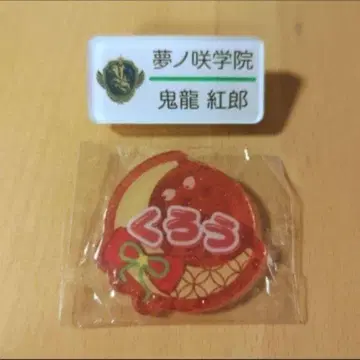 夢ノ咲学院
鬼龍 紅郎
くろう